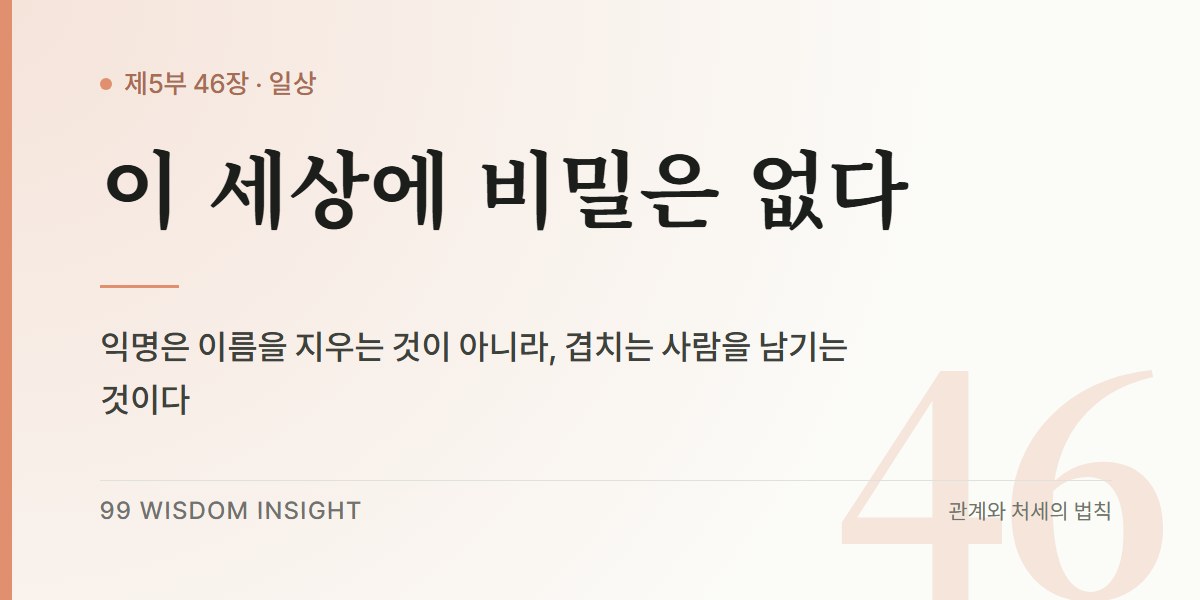 제5부 46장 · 일상
이 세상에 비밀은 없다
익명은 이름을 지우는 것이 아니라, 겹치는 사람을 남기는
것이다
46
99 WISDOM INSIGHT
관계와 처세의 법칙